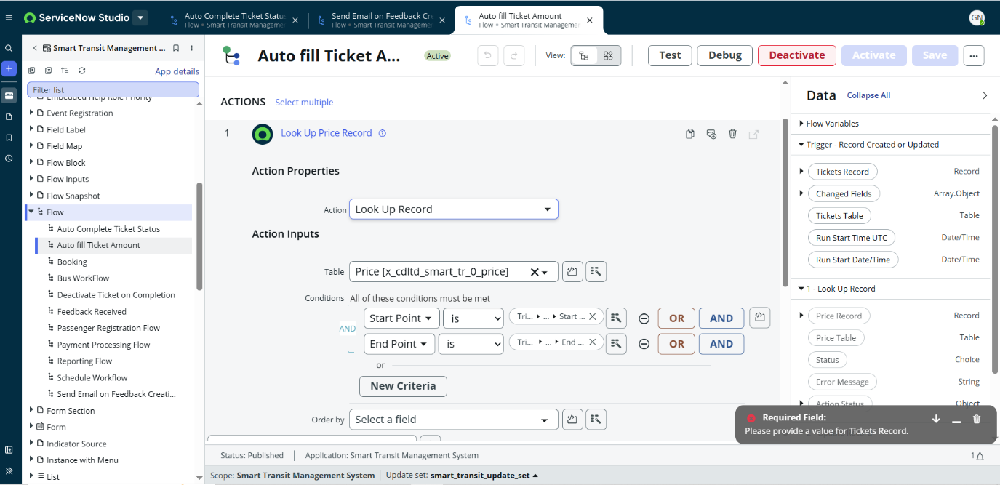 ServiceNow Studio
Auto Complete Ticket Statu
Flow • Smart Transit Manageme
Send Email on Feedback Cr
Flow • Smart Transit Manageme
Auto fill Ticket Amount
Flow • Smart Transit Manageme
GN
Smart Transit Management ...
App details
Filter list
Embedded Help Role Priority
Event Registration
Field Label
Field Map
Flow Block
Flow Inputs
Flow Snapshot
Flow
Auto Complete Ticket Status
Auto fill Ticket Amount
Booking
Bus WorkFlow
Deactivate Ticket on Completion
Feedback Received
Passenger Registration Flow
Payment Processing Flow
Reporting Flow
Schedule Workflow
Send Email on Feedback Creati...
Form Section
Form
Indicator Source
Instance with Menu
List
Auto fill Ticket A...
Active
View:
Test
Debug
Deactivate
Activate
Save
ACTIONS Select multiple
1 Look Up Price Record
Action Properties
Action Look Up Record
Action Inputs
Table Price [x_cdltd_smart_tr_0_price]
Conditions All of these conditions must be met
AND
Start Point is Tri... ... Start ... OR AND
End Point is Tri... ... End ... OR AND
or
New Criteria
Order by Select a field
Status: Published | Application: Smart Transit Management System
1
Scope: Smart Transit Management System Update set: smart_transit_update_set
Data Collapse All
Flow Variables
Trigger - Record Created or Updated
Tickets Record Record
Changed Fields Array.Object
Tickets Table Table
Run Start Time UTC Date/Time
Run Start Date/Time Date/Time
1 - Look Up Record
Price Record Record
Price Table Table
Status Choice
Error Message String
Action Status Object
Required Field:
Please provide a value for Tickets Record.